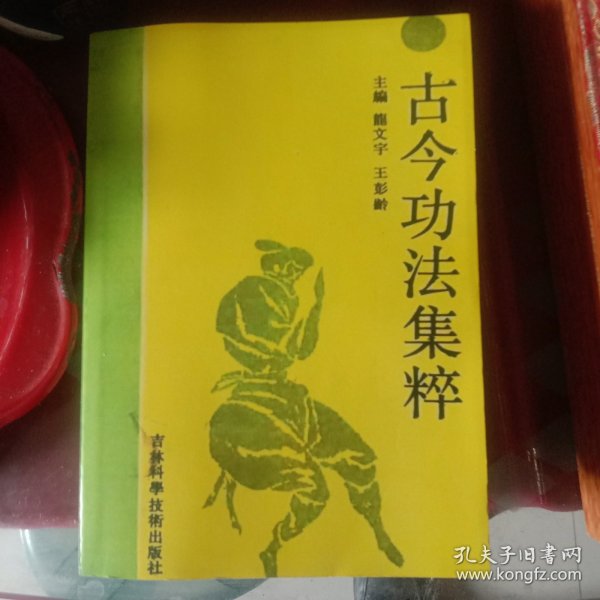 古今功法集粹
主編 龍文宇 王彭齡
吉林科學技術出版社
孔夫子旧书网
www.kongfz.com